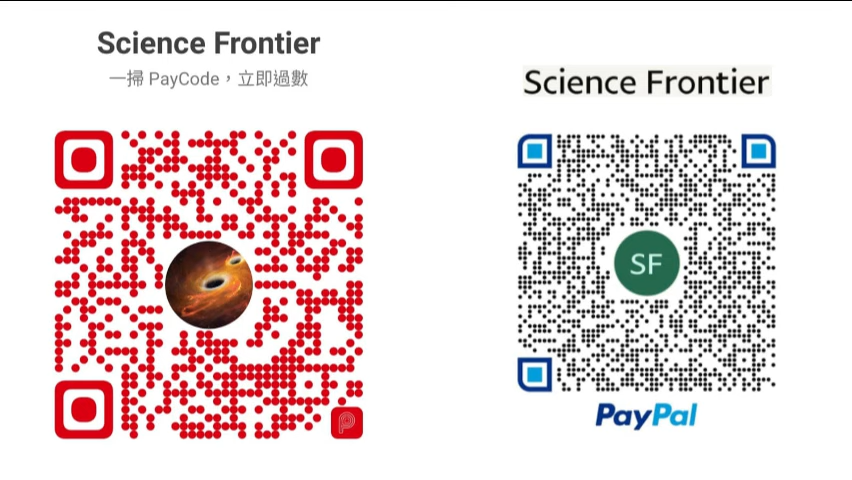 Science Frontier
一掃 PayCode，立即過數
Science Frontier
SF
PayPal